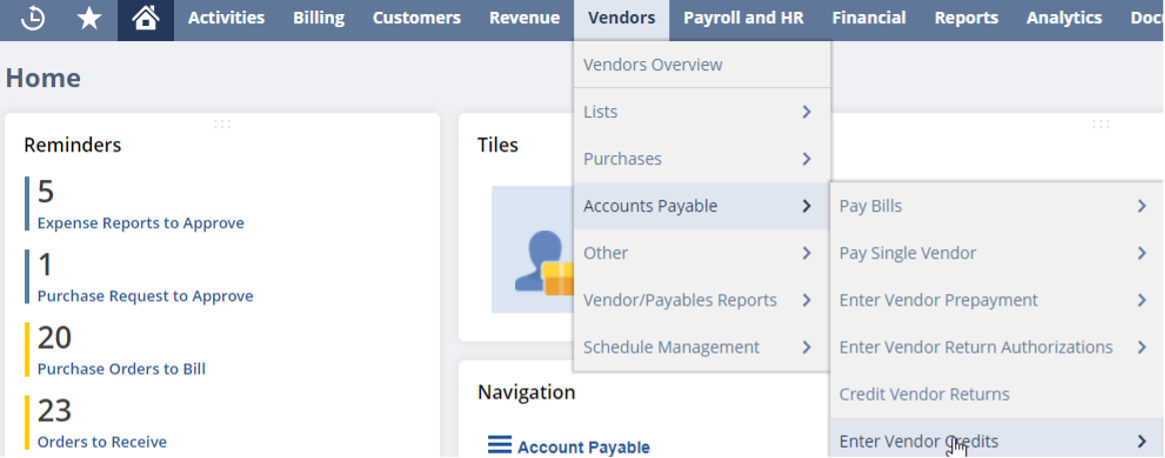 Activities Billing Customers Revenue Vendors Payroll and HR Financial Reports Analytics Doc
Home
Reminders
5
Expense Reports to Approve
1
Purchase Request to Approve
20
Purchase Orders to Bill
23
Orders to Receive
Tiles
Navigation
Account Payable
Vendors Overview
Lists
Purchases
Accounts Payable
Other
Vendor/Payables Reports
Schedule Management
Pay Bills
Pay Single Vendor
Enter Vendor Prepayment
Enter Vendor Return Authorizations
Credit Vendor Returns
Enter Vendor Credits